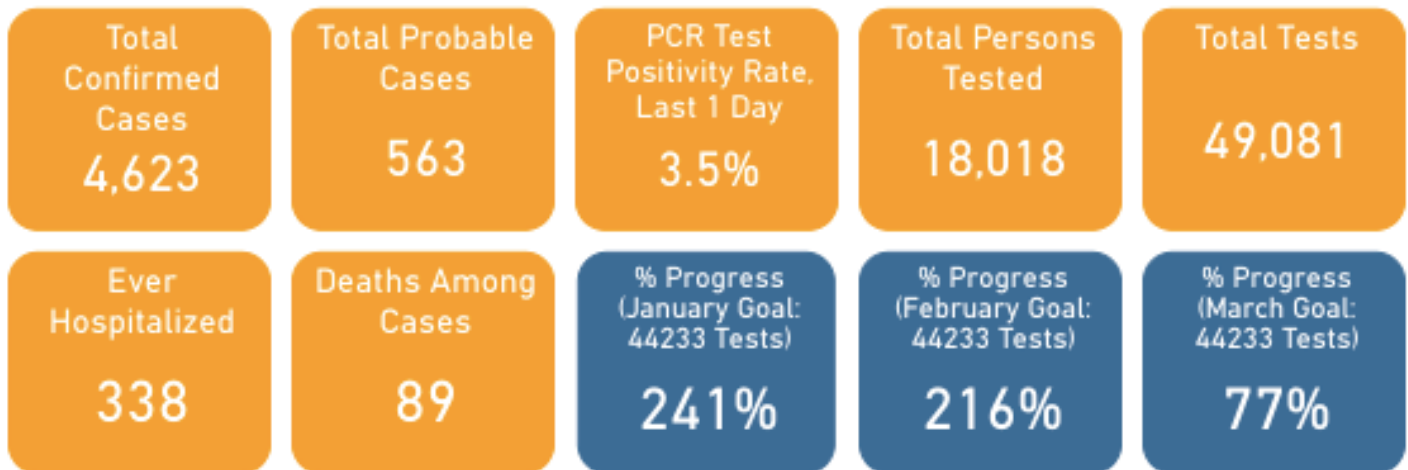 Total
Confirmed
Cases
4,623
Total Probable
Cases
563
PCR Test
Positivity Rate,
Last 1 Day
3.5%
Total Persons
Tested
18,018
Total Tests
49,081
Ever
Hospitalized
338
Deaths Among
Cases
89
% Progress
(January Goal:
44233 Tests)
241%
% Progress
(February Goal:
44233 Tests)
216%
% Progress
(March Goal:
44233 Tests)
77%